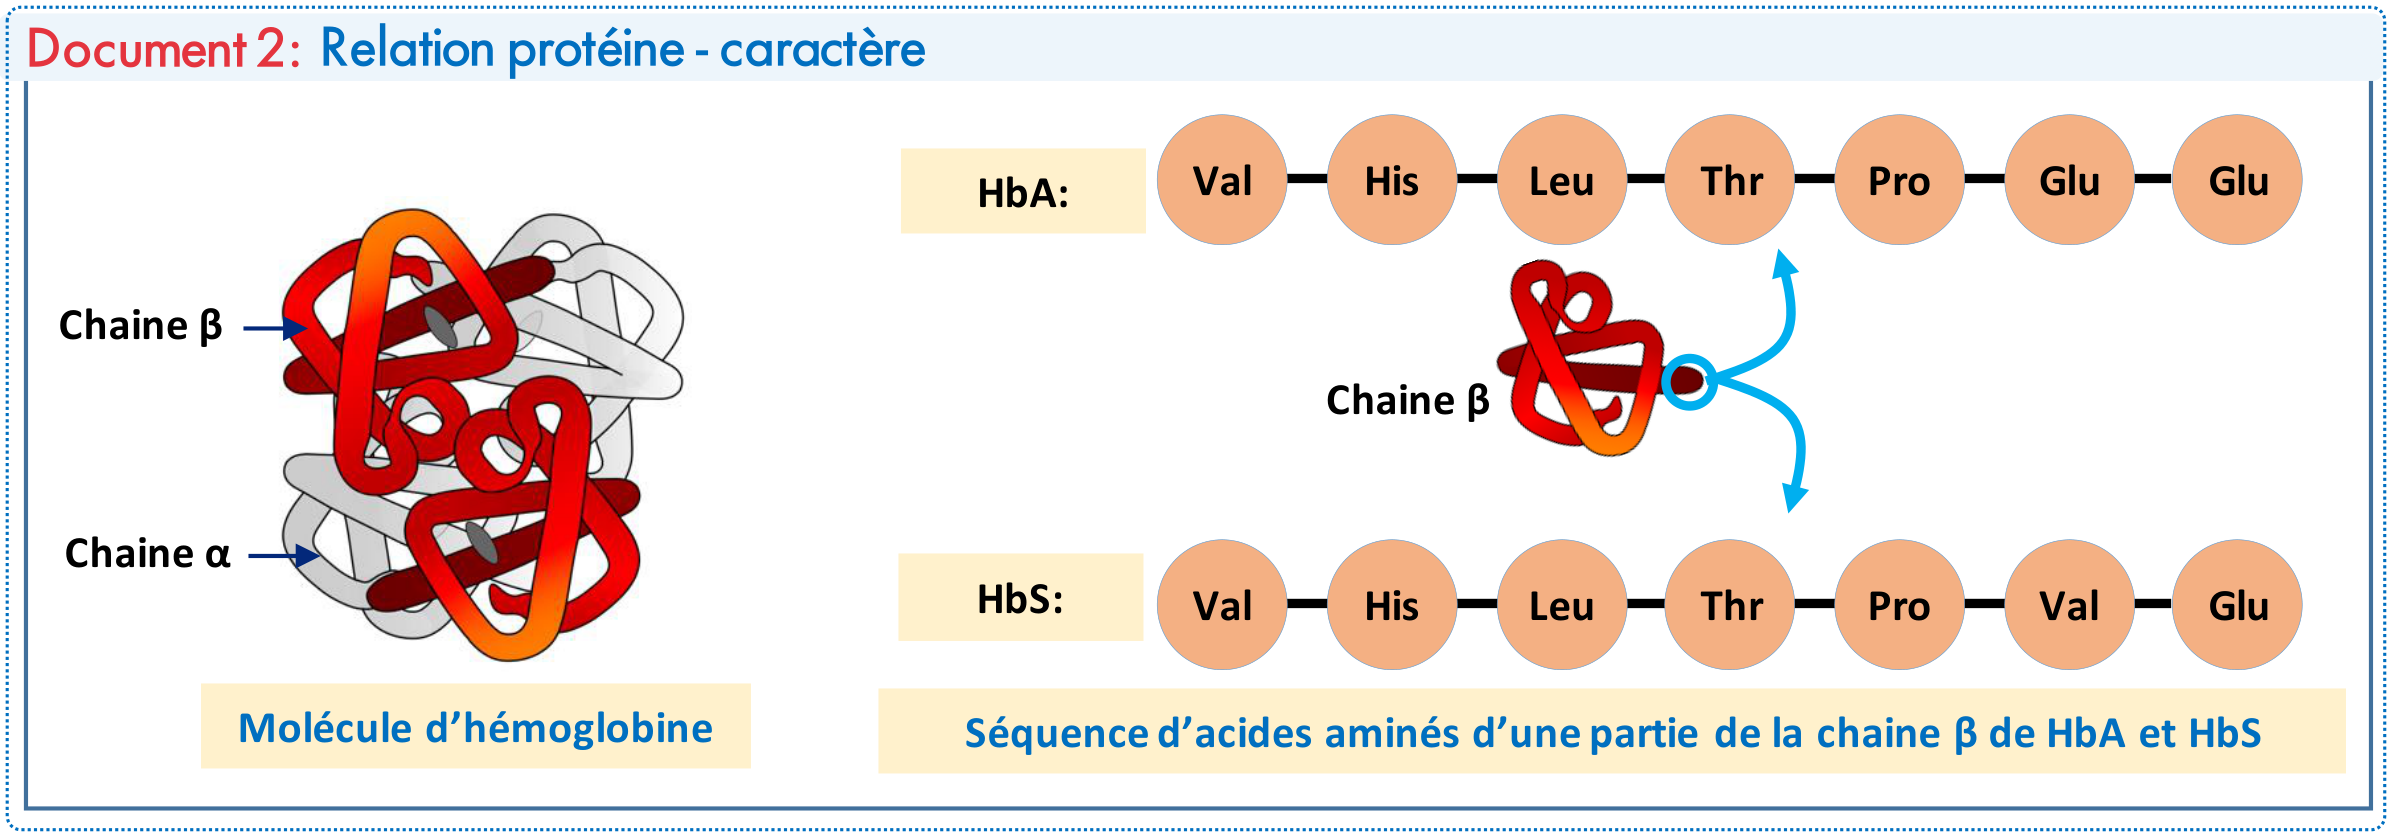 Document 2: Relation protéine - caractère
HbA:
Val His Leu Thr Pro Glu Glu
Chaine β
Chaine α
Chaine β
HbS:
Val His Leu Thr Pro Val Glu
Molécule d’hémoglobine
Séquence d’acides aminés d’une partie de la chaine β de HbA et HbS